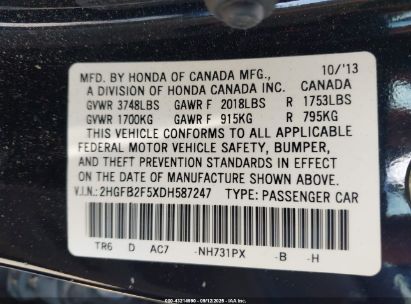 10/'13
MFD. BY HONDA OF CANADA MFG.,
A DIVISION OF HONDA CANADA INC. CANADA
GVWR 3748LBS GAWR F 2018LBS R 1753LBS
GVWR 1700KG GAWR F 915KG R 795KG
THIS VEHICLE CONFORMS TO ALL APPLICABLE
FEDERAL MOTOR VEHICLE SAFETY, BUMPER,
AND THEFT PREVENTION STANDARDS IN EFFECT
ON THE DATE OF MANUFACTURE SHOWN ABOVE.
V.I.N.: 2HGFB2F5XDH587247 TYPE: PASSENGER CAR
TR6 D AC7 -NH731PX -B -H